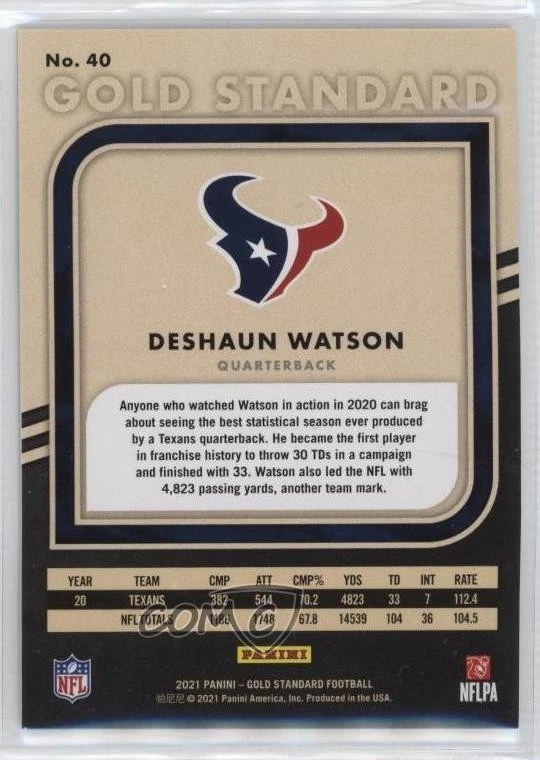 No. 40
GOLD STANDARD
DESHAUN WATSON
QUARTERBACK
Anyone who watched Watson in action in 2020 can brag
about seeing the best statistical season ever produced
by a Texans quarterback. He became the first player
in franchise history to throw 30 TDs in a campaign
and finished with 33. Watson also led the NFL with
4,823 passing yards, another team mark.
YEAR TEAM CMP ATT CMP% YDS TD INT RATE
20 TEXANS 382 544 70.2 4823 33 7 112.4
NFL TOTALS 1186 1748 67.8 14539 104 36 104.5
COMC
PANINI
NFL
NFLPA
2021 PANINI – GOLD STANDARD FOOTBALL
帕尼尼 © 2021 Panini America, Inc. Produced in the USA.